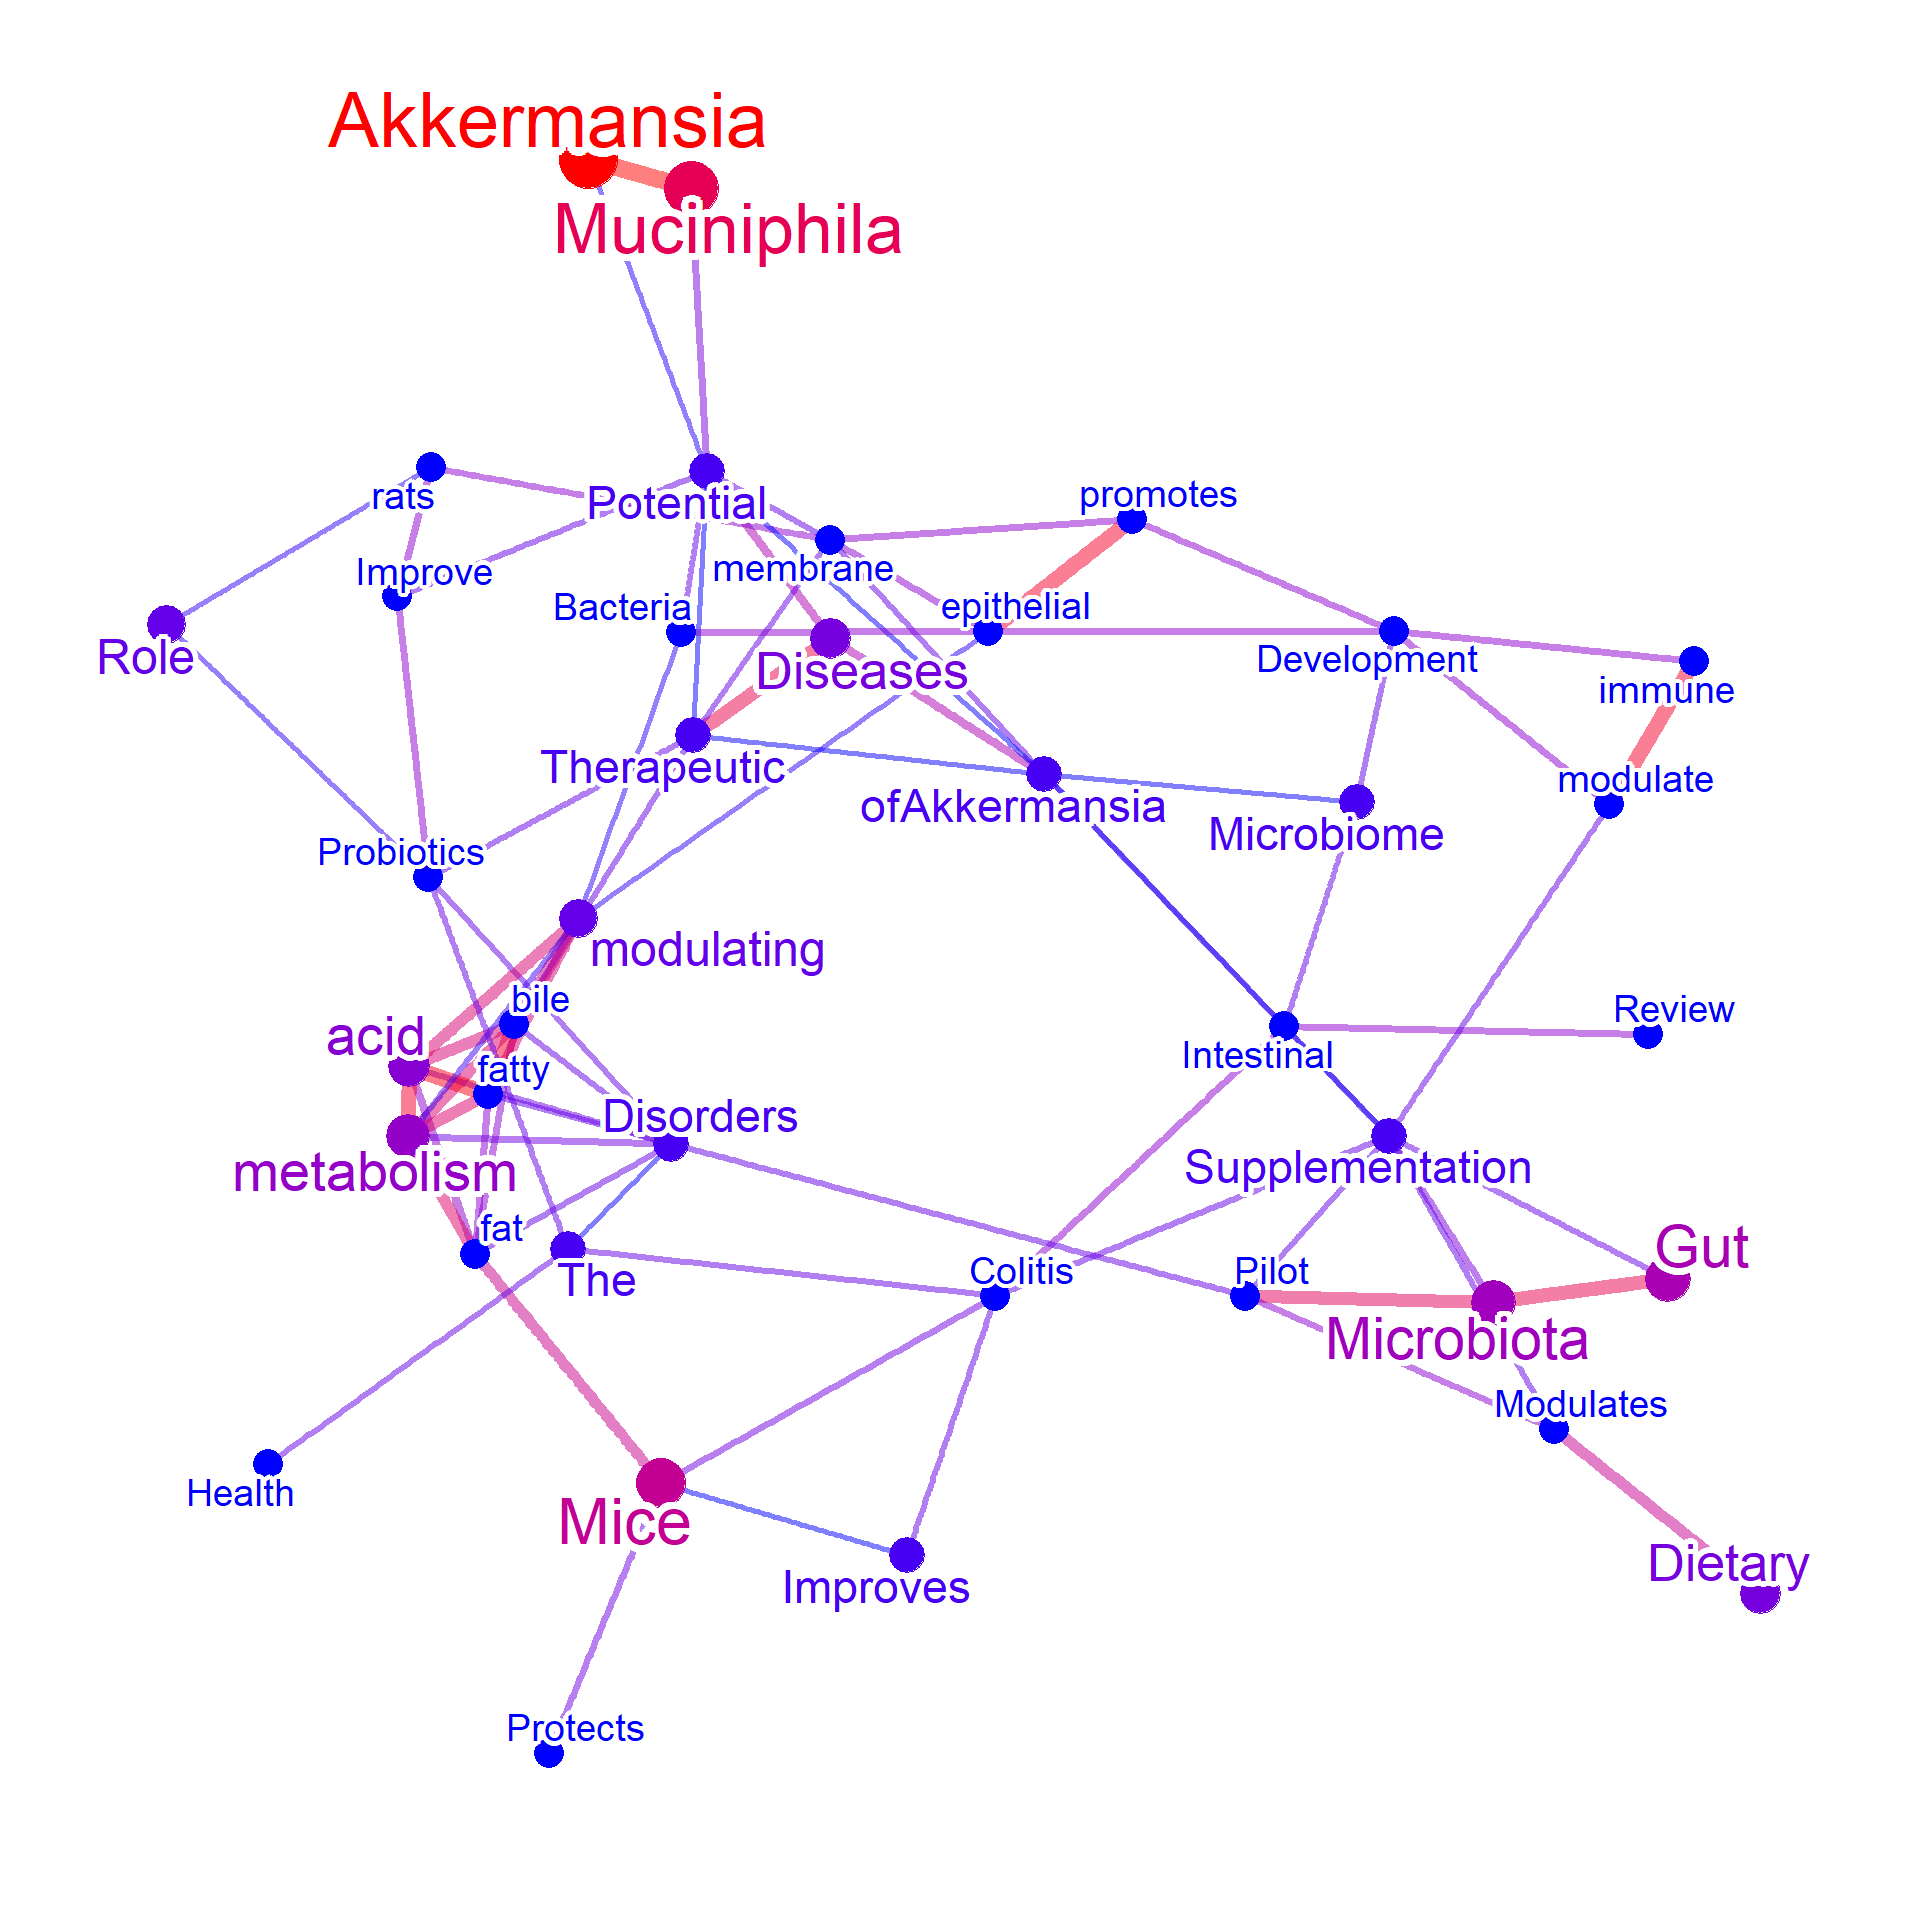 Akkermansia
Muciniphila
rats
Potential
promotes
Improve
membrane
Bacteria
epithelial
Role
Diseases
Development
immune
Therapeutic
modulate
ofAkkermansia
Microbiome
Probiotics
modulating
bile
Review
acid
Intestinal
fatty
Disorders
metabolism
Supplementation
fat
Gut
The
Colitis
Pilot
Microbiota
Modulates
Health
Mice
Dietary
Improves
Protects